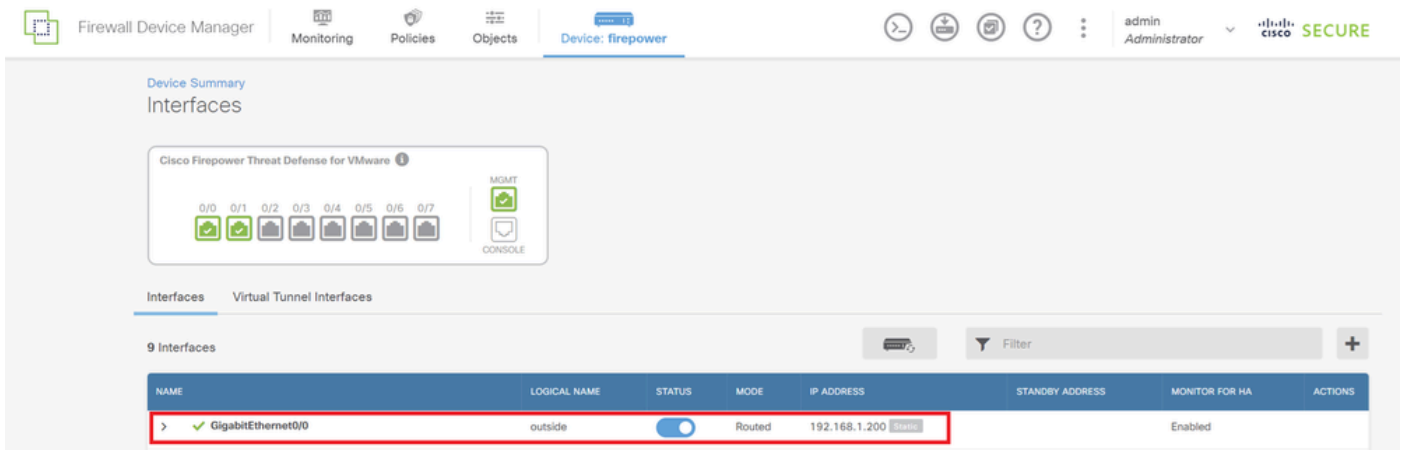 Firewall Device Manager
Monitoring
Policies
Objects
Device: firepower
admin
Administrator
CISCO SECURE
Device Summary
Interfaces
Cisco Firepower Threat Defense for VMware
MGMT
0/0 0/1 0/2 0/3 0/4 0/5 0/6 0/7
CONSOLE
Interfaces Virtual Tunnel Interfaces
9 Interfaces
Filter
NAME LOGICAL NAME STATUS MODE IP ADDRESS STANDBY ADDRESS MONITOR FOR HA ACTIONS
GigabitEthernet0/0 outside Routed 192.168.1.200 Static Enabled